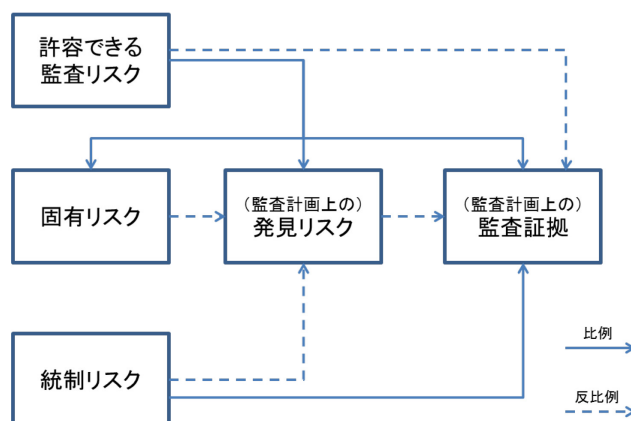 許容できる
監査リスク
固有リスク
（監査計画上の）
発見リスク
（監査計画上の）
監査証拠
統制リスク
比例
反比例